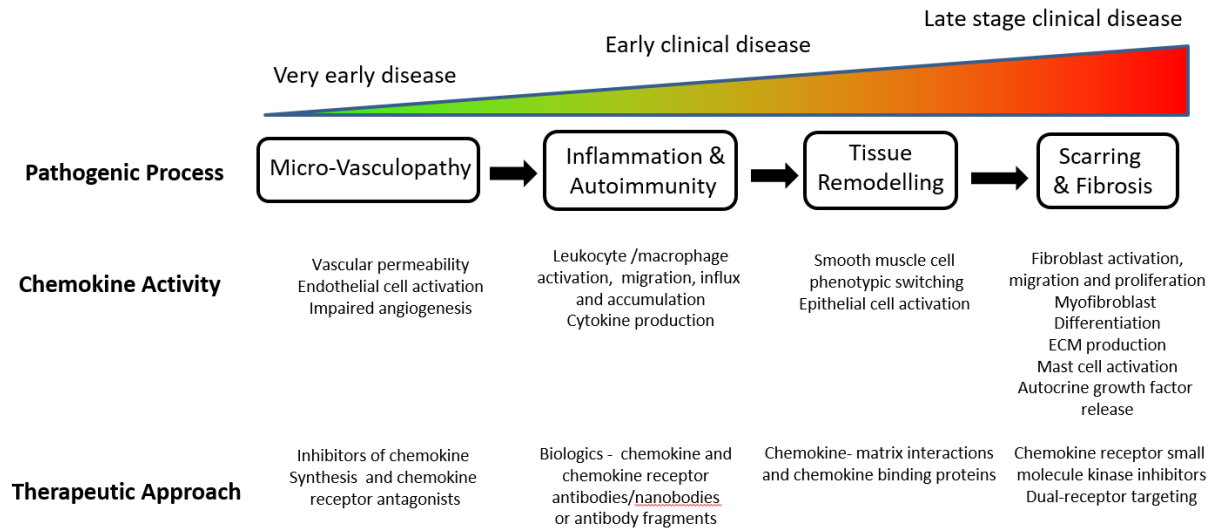 Late stage clinical disease
Early clinical disease
Very early disease
Pathogenic Process
Micro-Vasculopathy
Inflammation &
Autoimmunity
Tissue
Remodelling
Scarring
& Fibrosis
Chemokine Activity
Vascular permeability
Endothelial cell activation
Impaired angiogenesis
Leukocyte /macrophage
activation, migration, influx
and accumulation
Cytokine production
Smooth muscle cell
phenotypic switching
Epithelial cell activation
Fibroblast activation,
migration and proliferation
Myofibroblast
Differentiation
ECM production
Mast cell activation
Autocrine growth factor
release
Therapeutic Approach
Inhibitors of chemokine
Synthesis and chemokine
receptor antagonists
Biologics - chemokine and
chemokine receptor
antibodies/nanobodies
or antibody fragments
Chemokine- matrix interactions
and chemokine binding proteins
Chemokine receptor small
molecule kinase inhibitors
Dual-receptor targeting